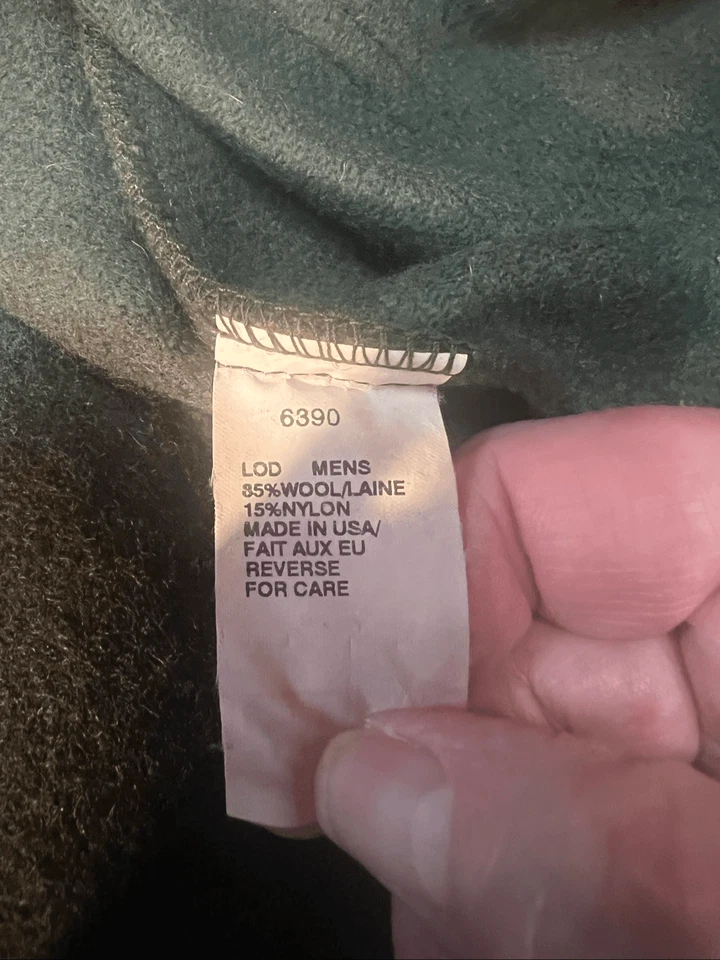 6390
LOD MENS
85%WOOL/LAINE
15%NYLON
MADE IN USA/
FAIT AUX EU
REVERSE
FOR CARE